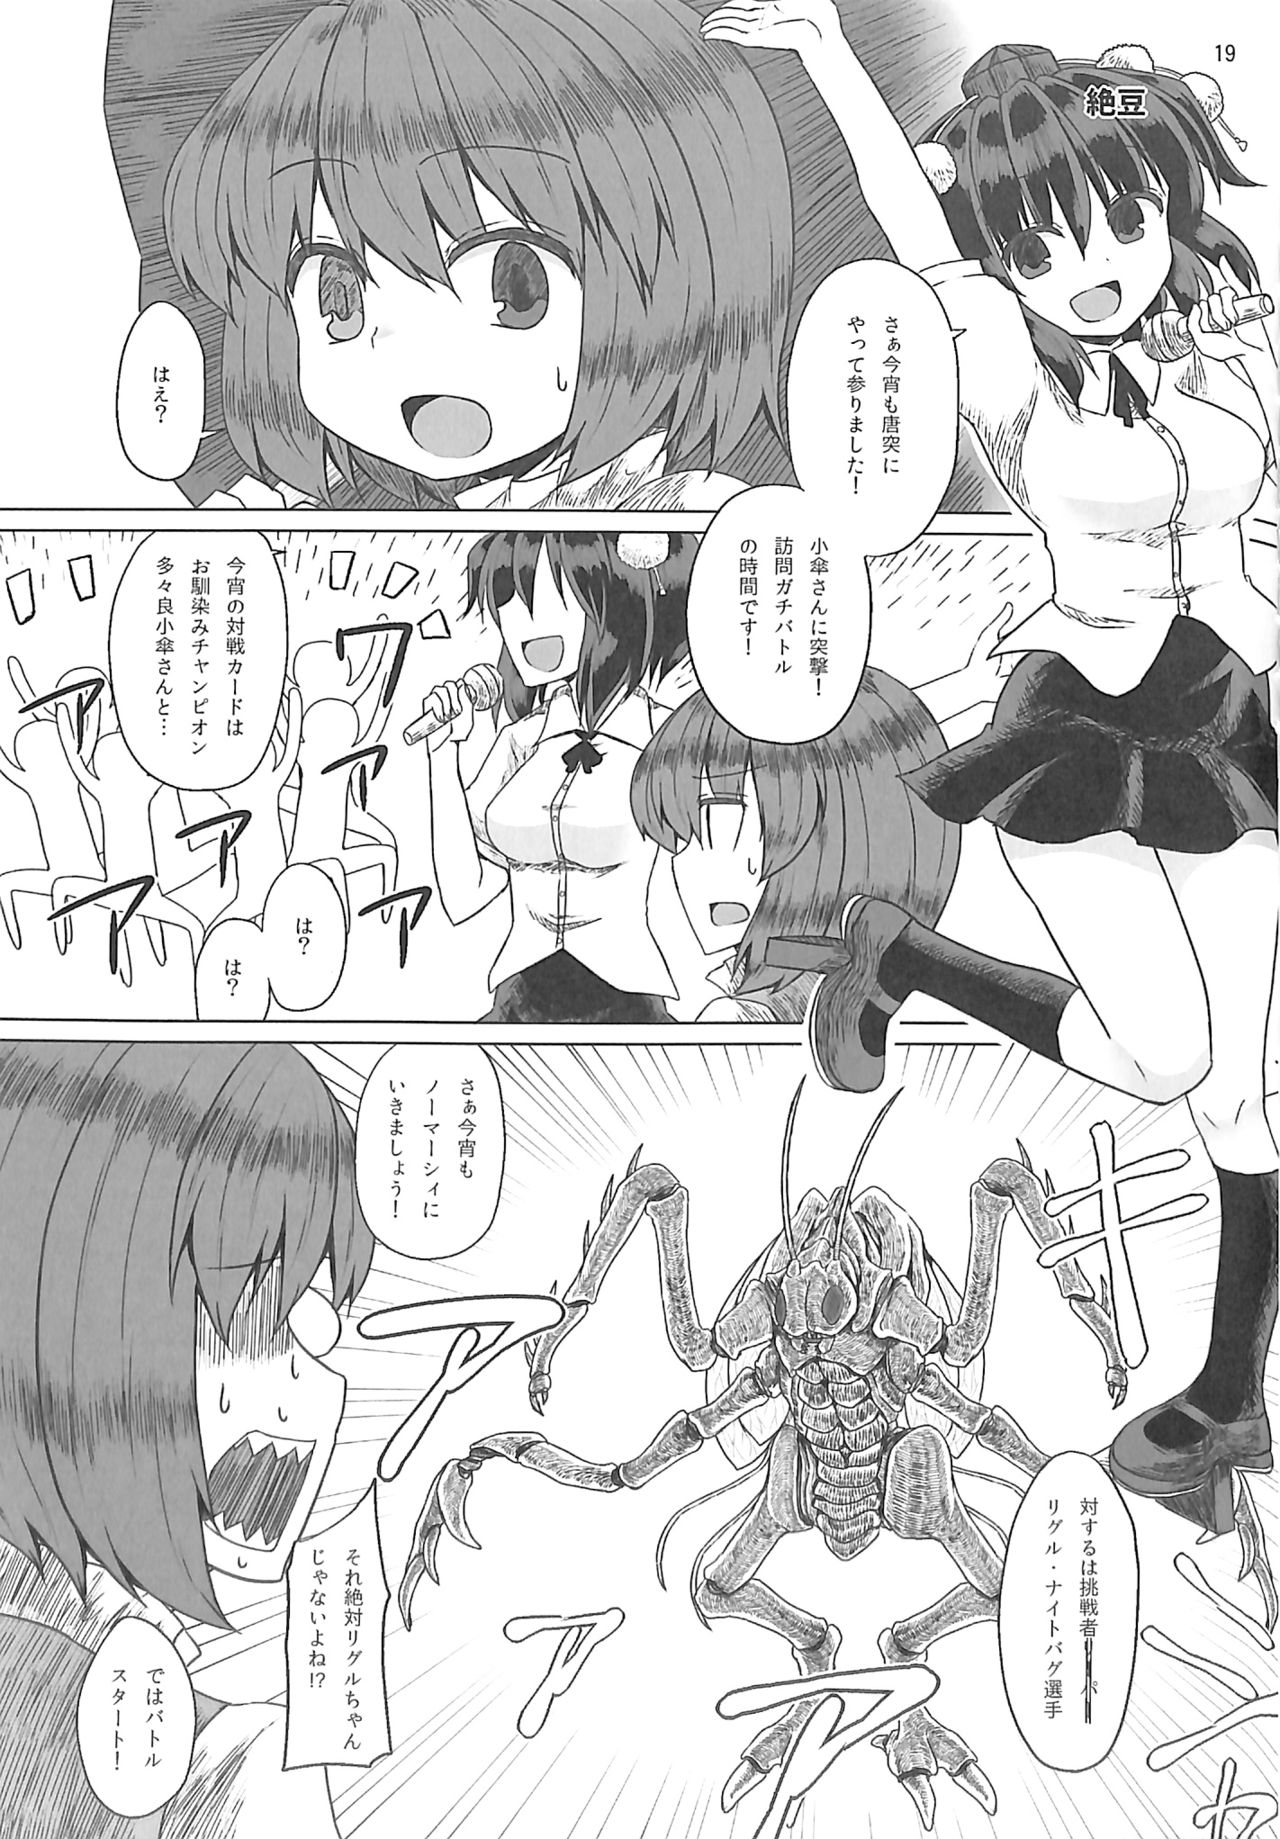 19
絶豆
さぁ今宵も唐突に
やって参りました!
小傘さんに突撃!
訪問ガチバトル
の時間です!
はえ?
今宵の対戦カードは
お馴染みチャンピオン
多々良小傘さんと…
ワ
ァ
ァ
ァ
ァ
は?
は?
対するは挑戦者リパ
リグル・ナイトバグ選手
キ
シャ
ア
ア
さぁ今宵も
ノーマーシィに
いきましょう!
それ絶対リグルちゃん
じゃないよね!?
ではバトル
スタート!